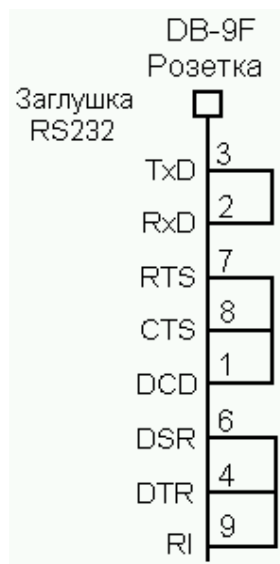 DB-9F
Розетка
Заглушка
RS232
TxD 3
RxD 2
RTS 7
CTS 8
DCD 1
DSR 6
DTR 4
RI 9